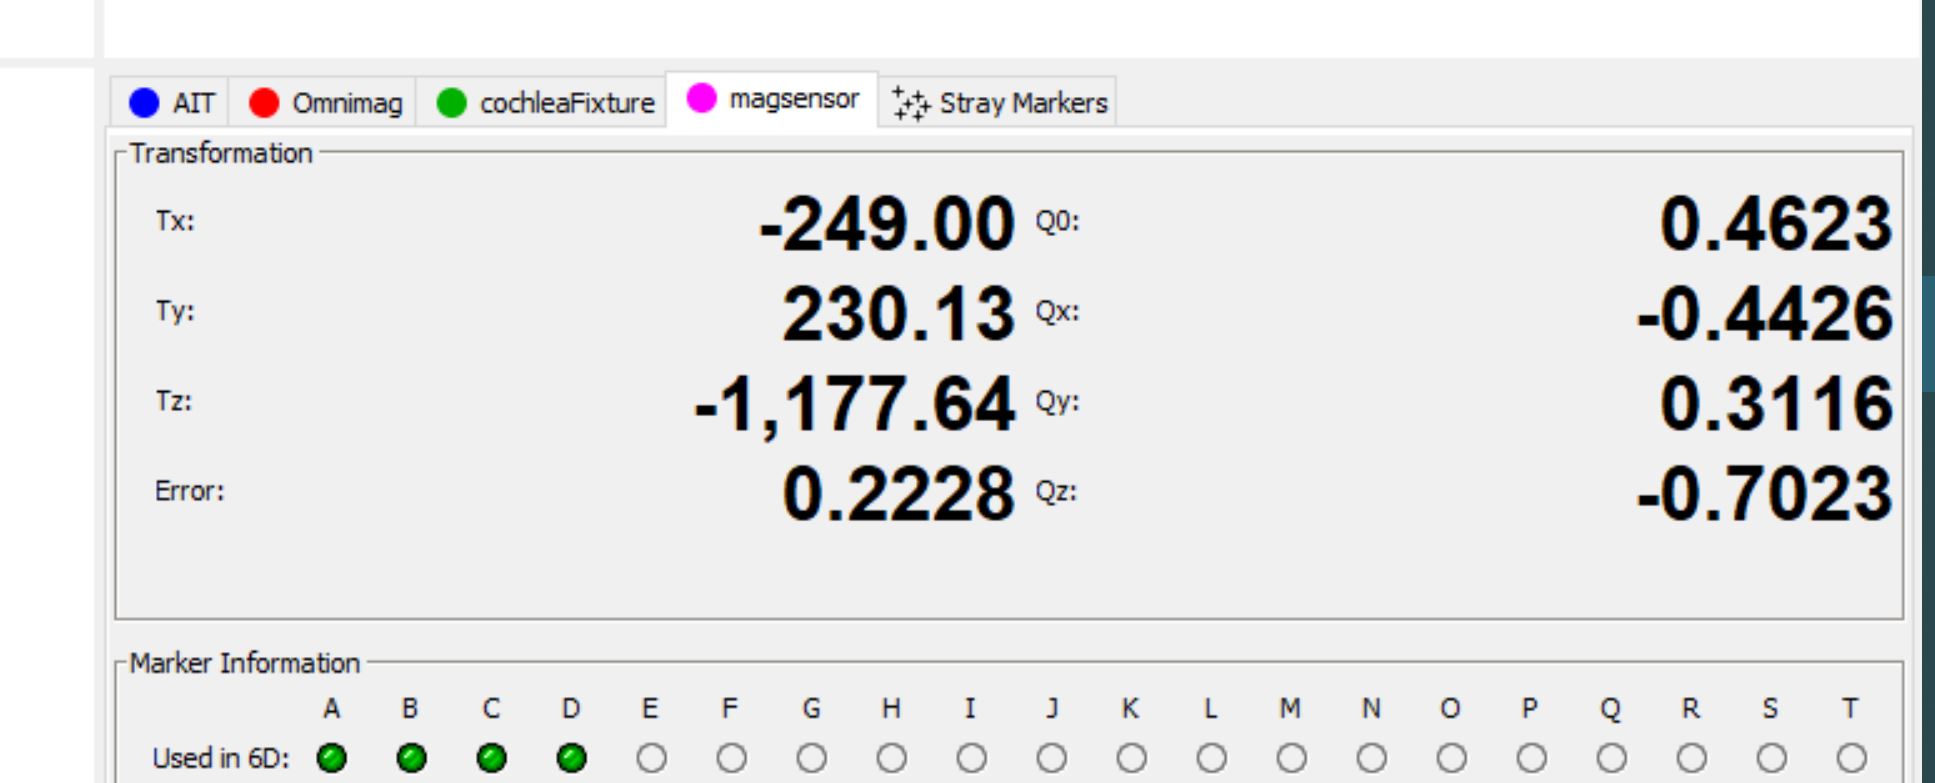 AIT Omnimag cochleaFixture magsensor Stray Markers
Transformation
Tx: -249.00 Q0: 0.4623
Ty: 230.13 Qx: -0.4426
Tz: -1,177.64 Qy: 0.3116
Error: 0.2228 Qz: -0.7023
Marker Information
A B C D E F G H I J K L M N O P Q R S T
Used in 6D: